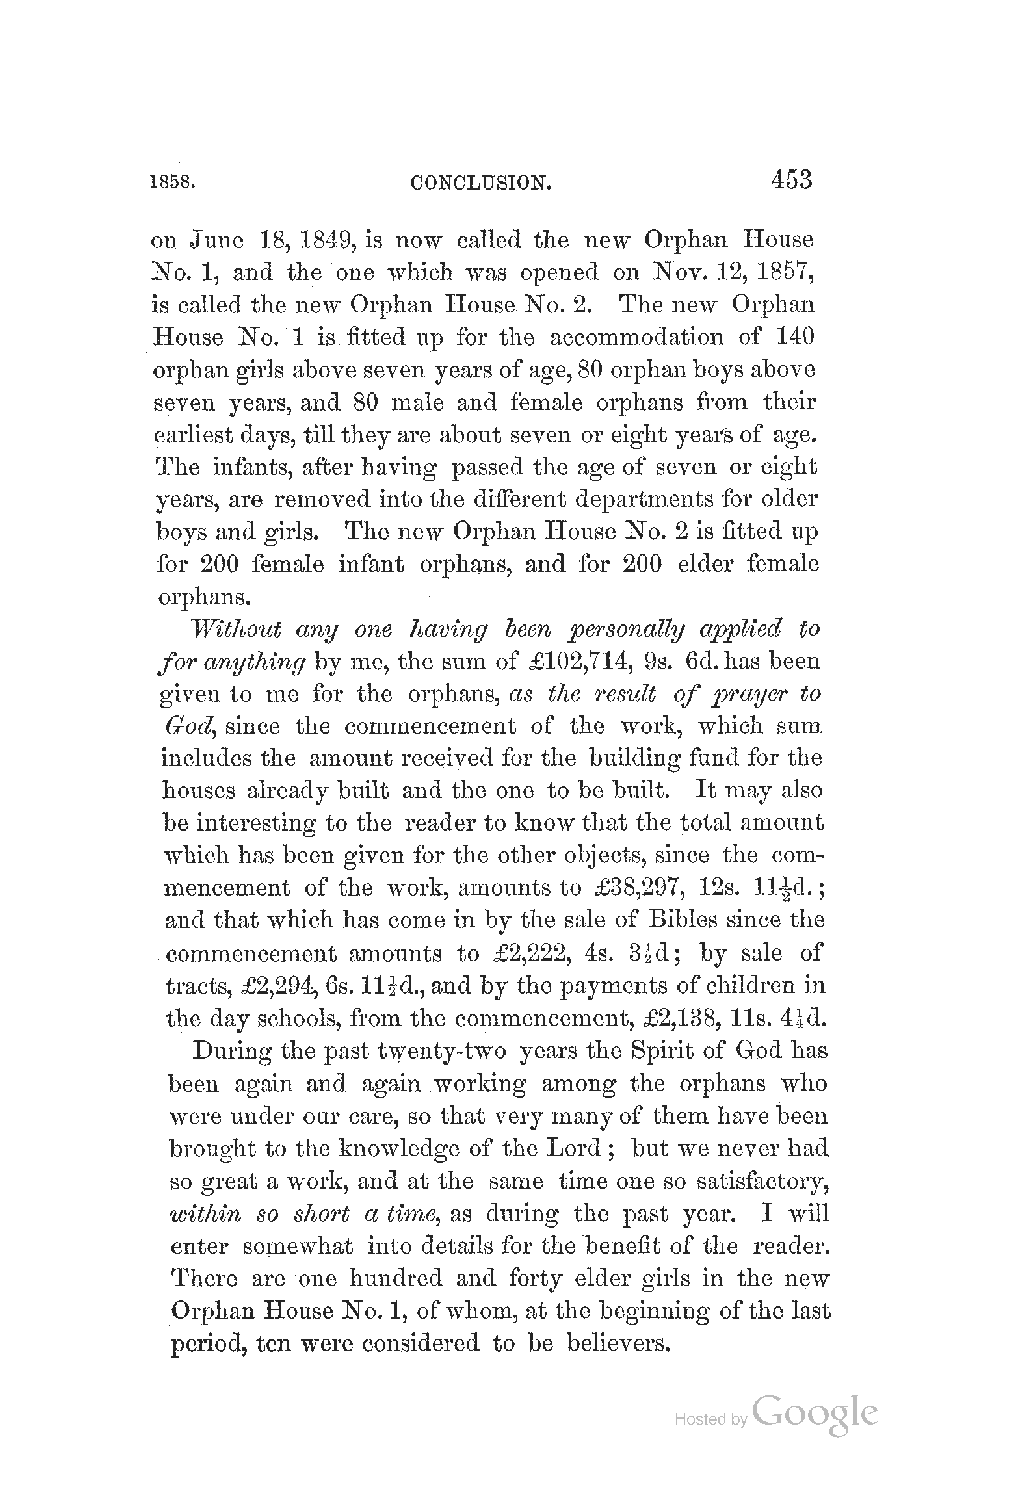 1858. CONCLUSION. 453
on June 18, 1849, is now called the new Orphan House
No. 1, and the one which was opened on Nov. 12, 1857,
is called the new Orphan House No. 2. The new Orphan
House No. 1 is fitted up for the accommodation of 140
orphan girls above seven years of age, 80 orphan boys above
seven years, and 80 male and female orphans from their
earliest days, till they are about seven or eight years of age.
The infants, after having passed the age of seven or eight
years, are removed into the different departments for older
boys and girls. The new Orphan House No. 2 is fitted up
for 200 female infant orphans, and for 200 elder female
orphans.
Without any one having been personally applied to
for anything by me, the sum of £102,714, 9s. 6d. has been
given to me for the orphans, as the result of prayer to
God, since the commencement of the work, which sum
includes the amount received for the building fund for the
houses already built and the one to be built. It may also
be interesting to the reader to know that the total amount
which has been given for the other objects, since the com-
mencement of the work, amounts to £38,297, 12s. 11½d.;
and that which has come in by the sale of Bibles since the
commencement amounts to £2,222, 4s. 3½d; by sale of
tracts, £2,294, 6s. 11½d., and by the payments of children in
the day schools, from the commencement, £2,138, 11s. 4½d.
During the past twenty-two years the Spirit of God has
been again and again working among the orphans who
were under our care, so that very many of them have been
brought to the knowledge of the Lord; but we never had
so great a work, and at the same time one so satisfactory,
within so short a time, as during the past year. I will
enter somewhat into details for the benefit of the reader.
There are one hundred and forty elder girls in the new
Orphan House No. 1, of whom, at the beginning of the last
period, ten were considered to be believers.
Hosted by Google